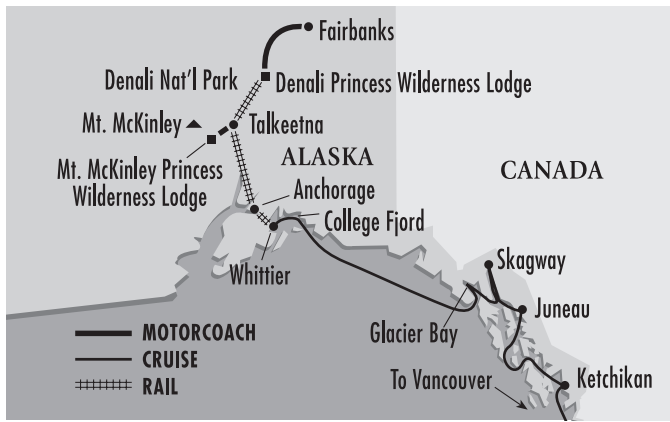 Fairbanks
Denali Nat'l Park
Denali Princess Wilderness Lodge
Mt. McKinley
Talkeetna
Mt. McKinley Princess
Wilderness Lodge
ALASKA
CANADA
Anchorage
College Fjord
Whittier
Skagway
Glacier Bay
Juneau
MOTORCOACH
CRUISE
RAIL
To Vancouver
Ketchikan